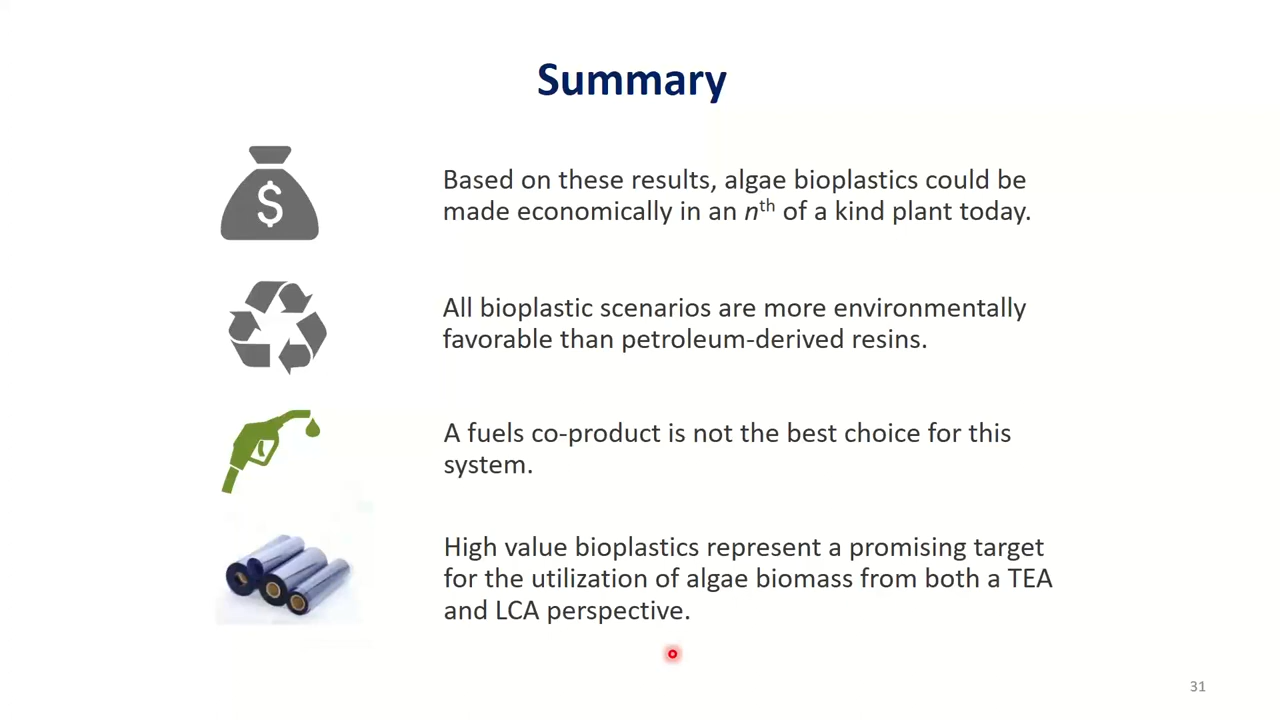 Summary
$
Based on these results, algae bioplastics could be
made economically in an nth of a kind plant today.
All bioplastic scenarios are more environmentally
favorable than petroleum-derived resins.
A fuels co-product is not the best choice for this
system.
High value bioplastics represent a promising target
for the utilization of algae biomass from both a TEA
and LCA perspective.
31